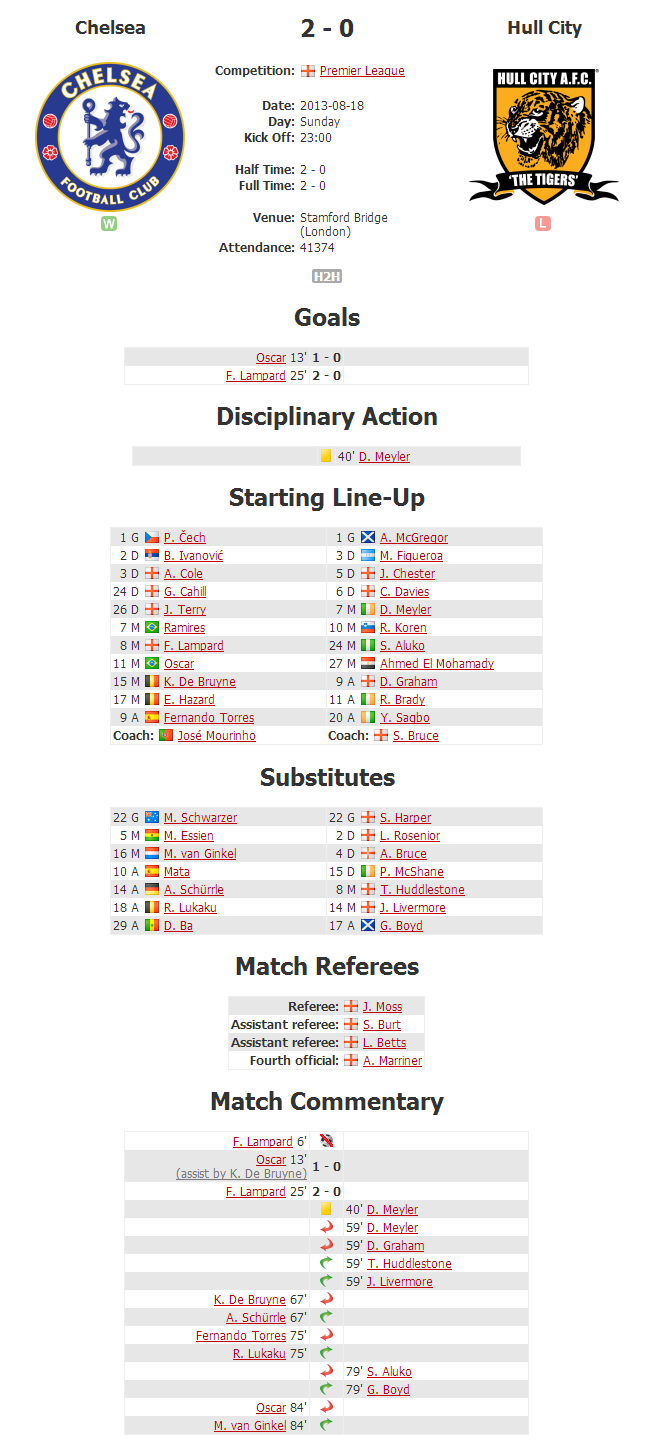 Chelsea
2 - 0
Hull City
CHELSEA
FOOTBALL CLUB
W
HULL CITY A.F.C.
'THE TIGERS'
L
Competition: Premier League
Date: 2013-08-18
Day: Sunday
Kick Off: 23:00
Half Time: 2 - 0
Full Time: 2 - 0
Venue: Stamford Bridge
(London)
Attendance: 41374
H2H
Goals
Oscar 13' 1 - 0
F. Lampard 25' 2 - 0
Disciplinary Action
40' D. Meyler
Starting Line-Up
1 G P. Čech 1 G A. McGregor
2 D B. Ivanović 3 D M. Figueroa
3 D A. Cole 5 D J. Chester
24 D G. Cahill 6 D C. Davies
26 D J. Terry 7 M D. Meyler
7 M Ramires 10 M R. Koren
8 M F. Lampard 24 M S. Aluko
11 M Oscar 27 M Ahmed El Mohamady
15 M K. De Bruyne 9 A D. Graham
17 M E. Hazard 11 A R. Brady
9 A Fernando Torres 20 A Y. Sagbo
Coach: José Mourinho Coach: S. Bruce
Substitutes
22 G M. Schwarzer 22 G S. Harper
5 M M. Essien 2 D L. Rosenior
16 M M. van Ginkel 4 D A. Bruce
10 A Mata 15 D P. McShane
14 A A. Schürrle 8 M T. Huddlestone
18 A R. Lukaku 14 M J. Livermore
29 A D. Ba 17 A G. Boyd
Match Referees
Referee: J. Moss
Assistant referee: S. Burt
Assistant referee: L. Betts
Fourth official: A. Marriner
Match Commentary
F. Lampard 6'
Oscar 13' 1 - 0
(assist by K. De Bruyne)
F. Lampard 25' 2 - 0
40' D. Meyler
59' D. Meyler
59' D. Graham
59' T. Huddlestone
59' J. Livermore
K. De Bruyne 67'
A. Schürrle 67'
Fernando Torres 75'
R. Lukaku 75'
79' S. Aluko
79' G. Boyd
Oscar 84'
M. van Ginkel 84'